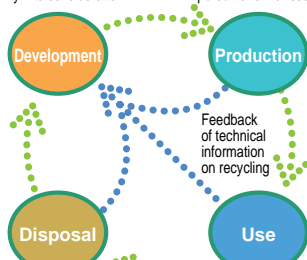 Development
Production
Feedback
of technical
information
on recycling
Disposal
Use